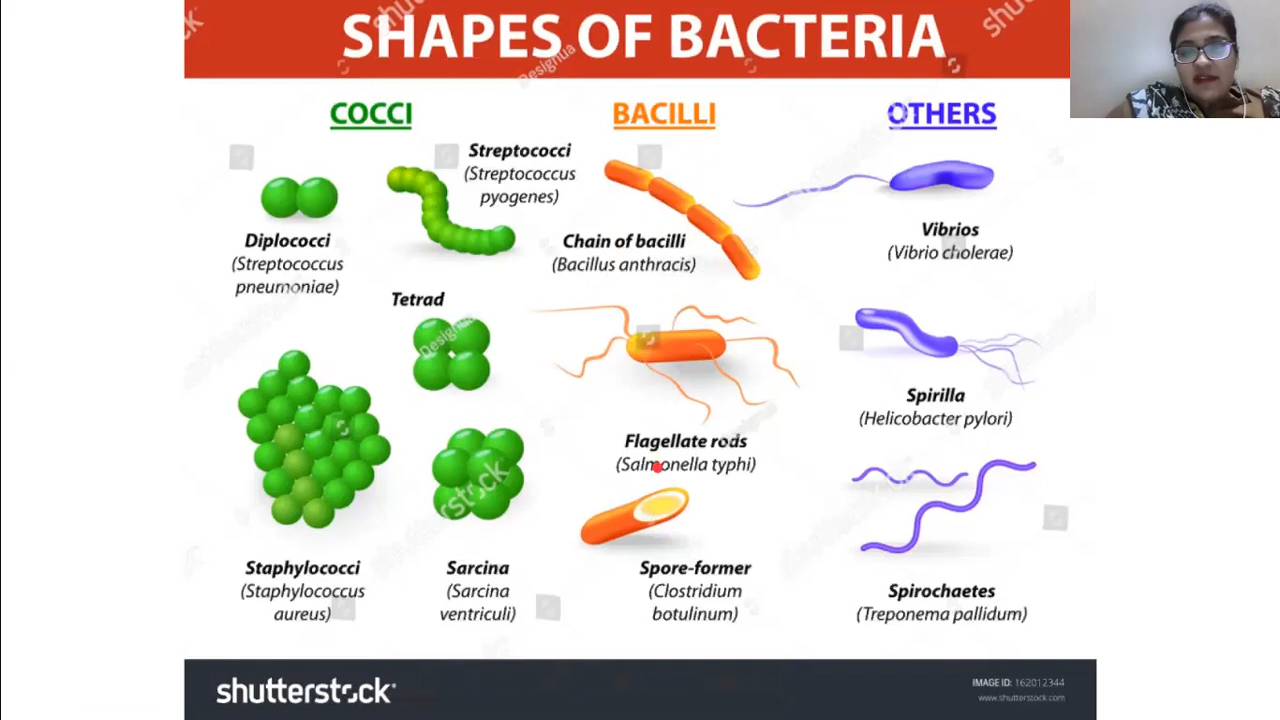 SHAPES OF BACTERIA
COCCI
BACILLI
OTHERS
Streptococci
(Streptococcus
pyogenes)
Diplococci
(Streptococcus
pneumoniae)
Chain of bacilli
(Bacillus anthracis)
Vibrios
(Vibrio cholerae)
Tetrad
Spirilla
(Helicobacter pylori)
Flagellate rods
(Salmonella typhi)
Staphylococci
(Staphylococcus
aureus)
Sarcina
(Sarcina
ventriculi)
Spore-former
(Clostridium
botulinum)
Spirochaetes
(Treponema pallidum)
shutterstock
IMAGE ID: 162012344
www.shutterstock.com
Designua
Designua